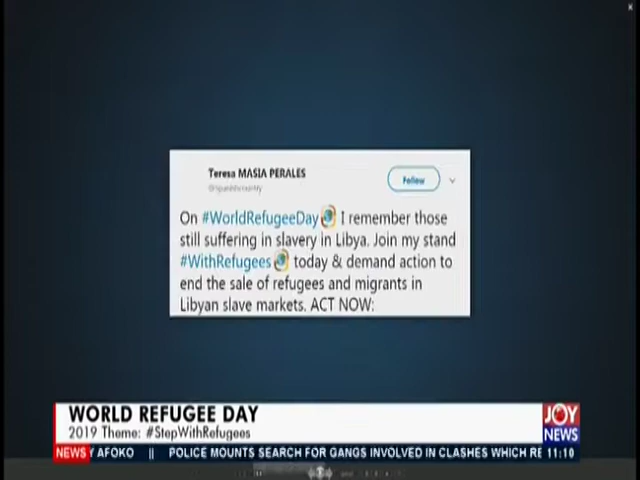 Teresa MASIA PERALES
Follow
On #WorldRefugeeDay I remember those
still suffering in slavery in Libya. Join my stand
#WithRefugees today & demand action to
end the sale of refugees and migrants in
Libyan slave markets. ACT NOW:
WORLD REFUGEE DAY
2019 Theme: #StepWithRefugees
JOY
NEWS
NEWS Y AFOKO || POLICE MOUNTS SEARCH FOR GANGS INVOLVED IN CLASHES WHICH RE 11:10